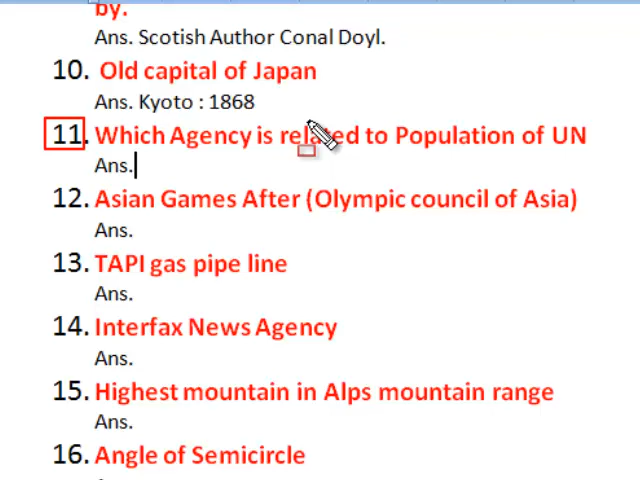 by.
Ans. Scotish Author Conal Doyl.
10. Old capital of Japan
Ans. Kyoto : 1868
11. Which Agency is related to Population of UN
Ans.
12. Asian Games After (Olympic council of Asia)
Ans.
13. TAPI gas pipe line
Ans.
14. Interfax News Agency
Ans.
15. Highest mountain in Alps mountain range
Ans.
16. Angle of Semicircle